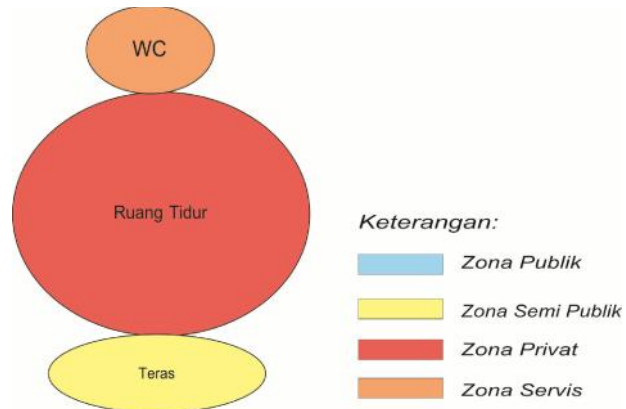 WC
Ruang Tidur
Teras
Keterangan:
Zona Publik
Zona Semi Publik
Zona Privat
Zona Servis